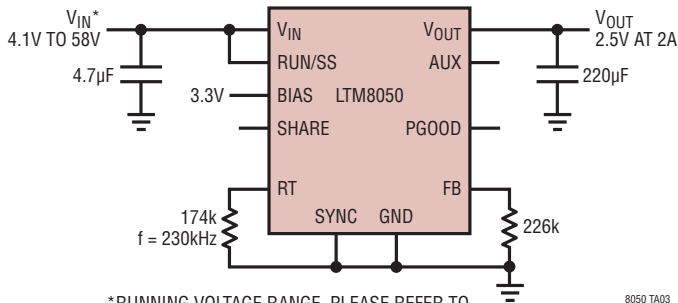 VIN*
4.1V TO 58V
4.7µF
VIN
RUN/SS
3.3V
BIAS
LTM8050
SHARE
RT
174k
f = 230kHz
SYNC
GND
VOUT
AUX
PGOOD
FB
VOUT
2.5V AT 2A
220µF
226k
*RUNNING VOLTAGE RANGE. PLEASE REFER TO
8050 TA03